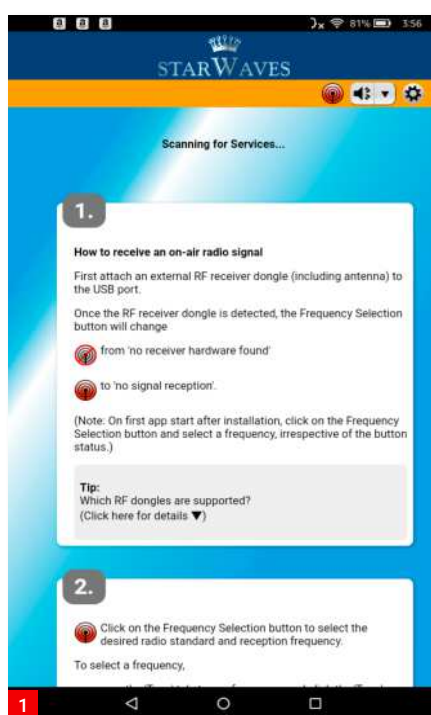 81% 3:56
STARWAVES
Scanning for Services...
1.
How to receive an on-air radio signal
First attach an external RF receiver dongle (including antenna) to
the USB port.
Once the RF receiver dongle is detected, the Frequency Selection
button will change
from 'no receiver hardware found'
to 'no signal reception'.
(Note: On first app start after installation, click on the Frequency
Selection button and select a frequency, irrespective of the button
status.)
Tip:
Which RF dongles are supported?
(Click here for details ▼)
2.
Click on the Frequency Selection button to select the
desired radio standard and reception frequency.
To select a frequency,
1